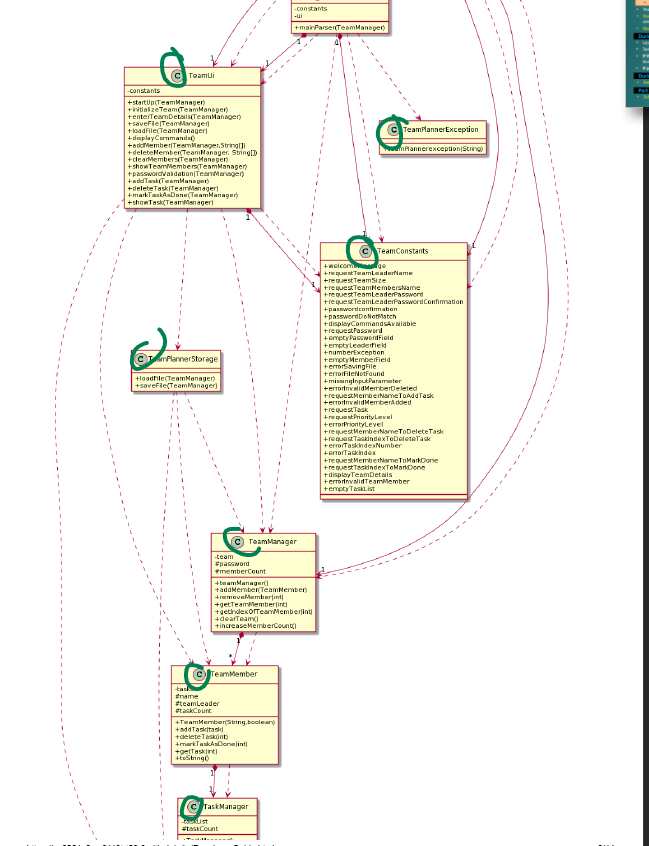 -constants
-ui
+mainParser(TeamManager)
1
1
1
1
C TeamUi
-constants
+startUp(TeamManager)
+initializeTeam(TeamManager)
+enterTeamDetails(TeamManager)
+saveFile(TeamManager)
+loadFile(TeamManager)
+displayCommands()
+addMember(TeamManager,String[])
+deleteMember(TeamManager, String[])
+clearMembers(TeamManager)
+showTeamMembers(TeamManager)
+passwordValidation(TeamManager)
+addTask(TeamManager)
+deleteTask(TeamManager)
+markTaskAsDone(TeamManager)
+showTask(TeamManager)
C TeamPlannerException
+TeamPlannerexception(String)
1
1
1
1
C TeamConstants
+welcomeMessage
+requestTeamLeaderName
+requestTeamSize
+requestTeamMembersName
+requestTeamLeaderPassword
+requestTeamLeaderPasswordConfirmation
+passwordconfirmation
+passwordDoNotMatch
+displayCommandsAvailable
+requestPassword
+emptyPasswordField
+emptyLeaderField
+numberException
+emptyMemberField
+errorSavingFile
+errorFileNotFound
+missingInputParameter
+errorInvalidMemberDeleted
+requestMemberNameToAddTask
+errorInvalidMemberAdded
+requestTask
+requestPriorityLevel
+errorPriorityLevel
+requestMemberNameToDeleteTask
+requestTaskIndexToDeleteTask
+errorTaskIndexNumber
+errorTaskIndex
+requestMemberNameToMarkDone
+requestTaskIndexToMarkDone
+displayTeamDetails
+errorInvalidTeamMember
+emptyTaskList
C TeamPlannerStorage
+loadFile(TeamManager)
+saveFile(TeamManager)
C TeamManager
-team
#password
#memberCount
+teamManager()
+addMember(TeamMember)
+removeMember(int)
+getTeamMember(int)
+getIndexOfTeamMember(int)
+clearTeam()
+increaseMemberCount()
1
1
*
C TeamMember
#name
#teamLeader
#taskCount
+TeamMember(String,boolean)
+addTask(task)
+deleteTask(int)
+markTaskAsDone(int)
+getTask(int)
+toString()
1
1
C TaskManager
-taskList
#taskCount